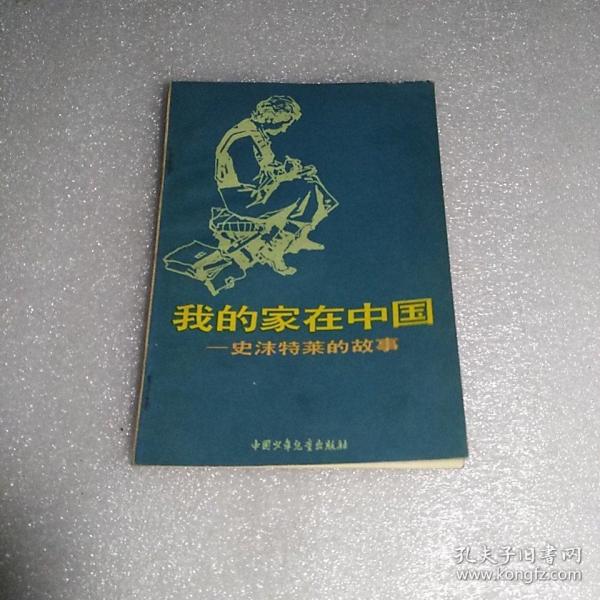 我的家在中国
—史沫特莱的故事
中国少年儿童出版社
孔夫子旧书网
www.kongfz.com